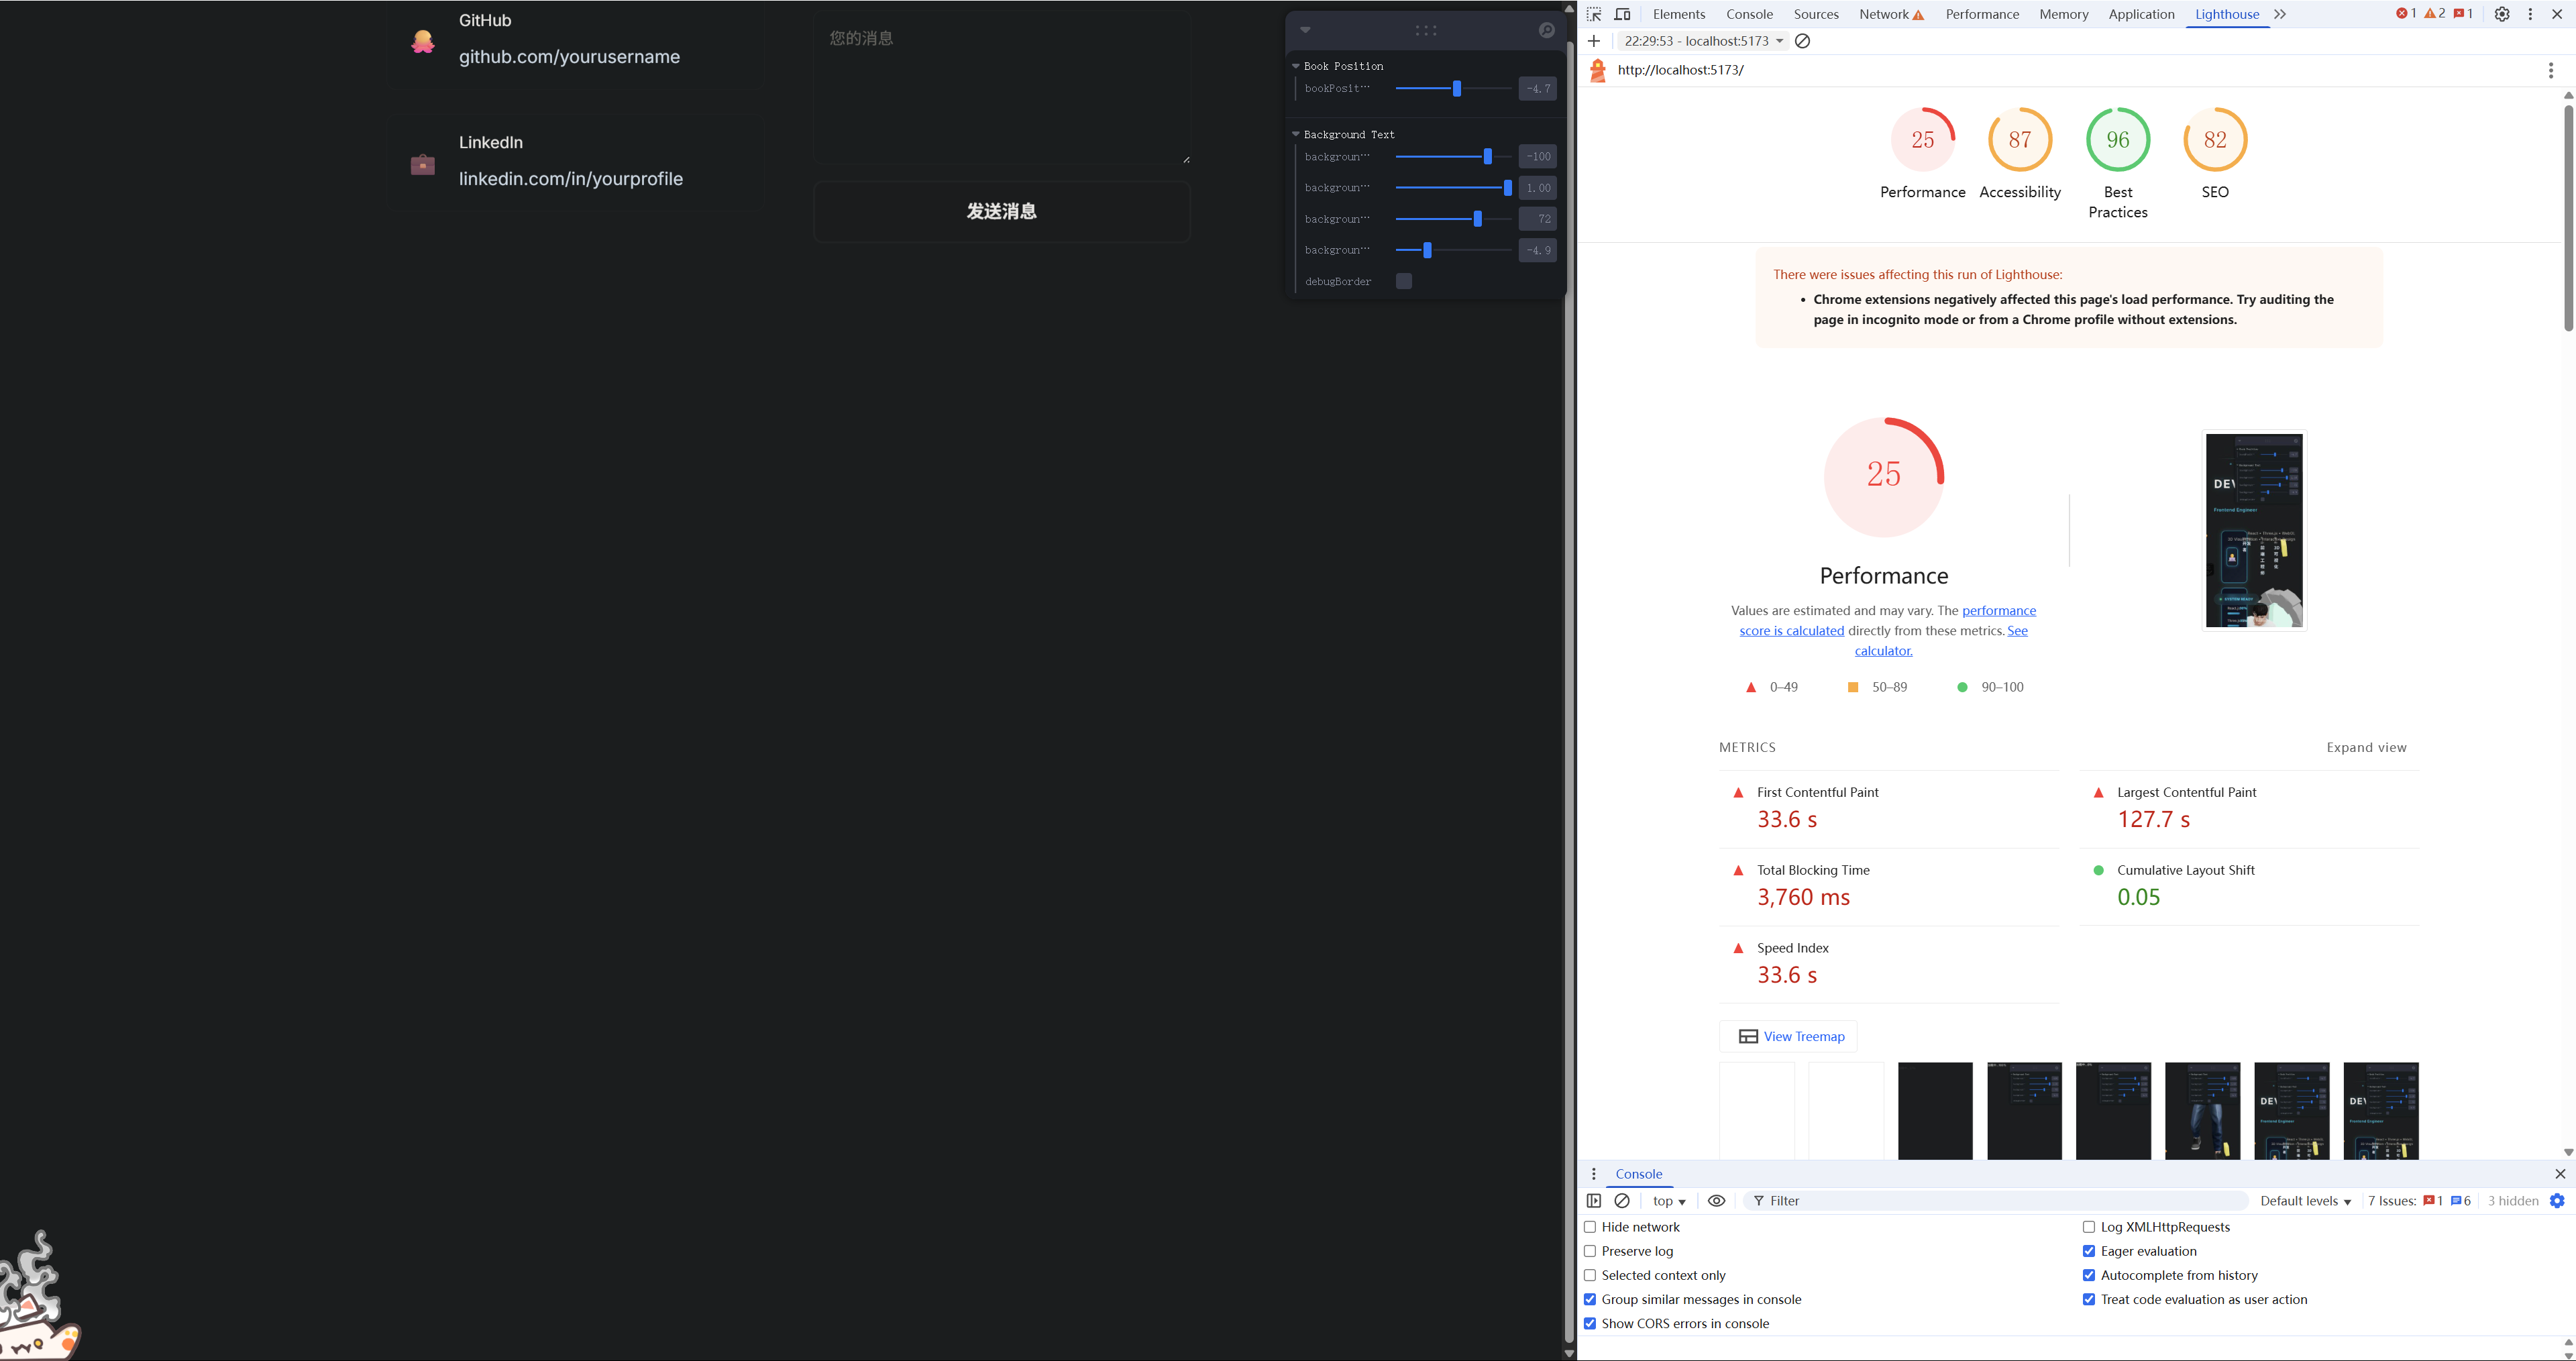 GitHub
github.com/yourusername
LinkedIn
linkedin.com/in/yourprofile
您的消息
发送消息
Book Position
bookPosit…
-4.7
Background Text
backgroun…
-100
backgroun…
1.00
backgroun…
72
backgroun…
-4.9
debugBorder
Elements
Console
Sources
Network
Performance
Memory
Application
Lighthouse
1
2
1
22:29:53 - localhost:5173
http://localhost:5173/
25
87
96
82
Performance
Accessibility
Best
Practices
SEO
There were issues affecting this run of Lighthouse:
• Chrome extensions negatively affected this page's load performance. Try auditing the
page in incognito mode or from a Chrome profile without extensions.
25
Performance
Values are estimated and may vary. The performance
score is calculated directly from these metrics. See
calculator.
0–49
50–89
90–100
DEV
Frontend Engineer
METRICS
Expand view
First Contentful Paint
33.6 s
Largest Contentful Paint
127.7 s
Total Blocking Time
3,760 ms
Cumulative Layout Shift
0.05
Speed Index
33.6 s
View Treemap
DEV
DEV
Console
top
Filter
Default levels
7 Issues:
1
6
3 hidden
Hide network
Log XMLHttpRequests
Preserve log
Eager evaluation
Selected context only
Autocomplete from history
Group similar messages in console
Treat code evaluation as user action
Show CORS errors in console